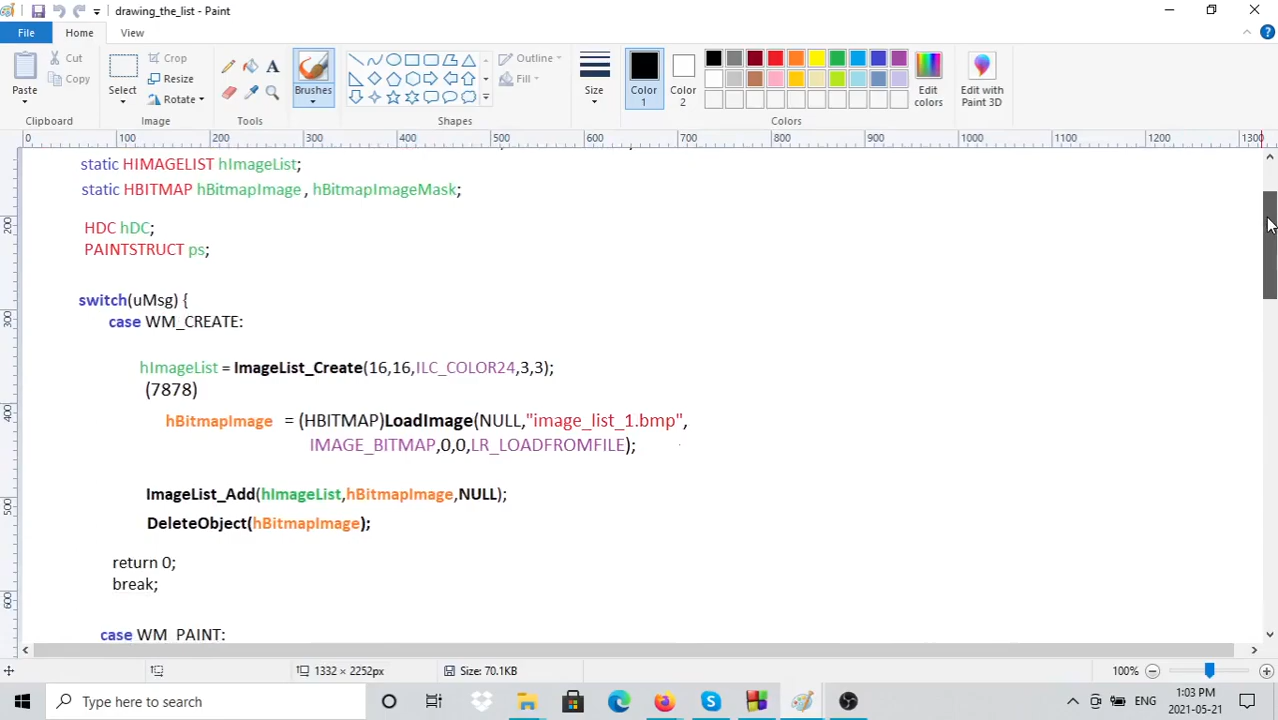 drawing_the_list - Paint
File
Home
View
Paste
Cut
Copy
Clipboard
Select
Crop
Resize
Rotate
Image
Tools
Brushes
Shapes
Outline
Fill
Size
Color 1
Color 2
Edit colors
Edit with Paint 3D
Colors
0 100 200 300 400 500 600 700 800 900 1000 1100 1200 1300
200
300
400
500
600
static HIMAGELIST hImageList;
static HBITMAP hBitmapImage , hBitmapImageMask;
HDC hDC;
PAINTSTRUCT ps;
switch(uMsg) {
case WM_CREATE:
hImageList = ImageList_Create(16,16,ILC_COLOR24,3,3);
(7878)
hBitmapImage = (HBITMAP)LoadImage(NULL,"image_list_1.bmp",
IMAGE_BITMAP,0,0,LR_LOADFROMFILE);
ImageList_Add(hImageList,hBitmapImage,NULL);
DeleteObject(hBitmapImage);
return 0;
break;
case WM_PAINT:
1332 × 2252px
Size: 70.1KB
100%
Type here to search
ENG
1:03 PM
2021-05-21